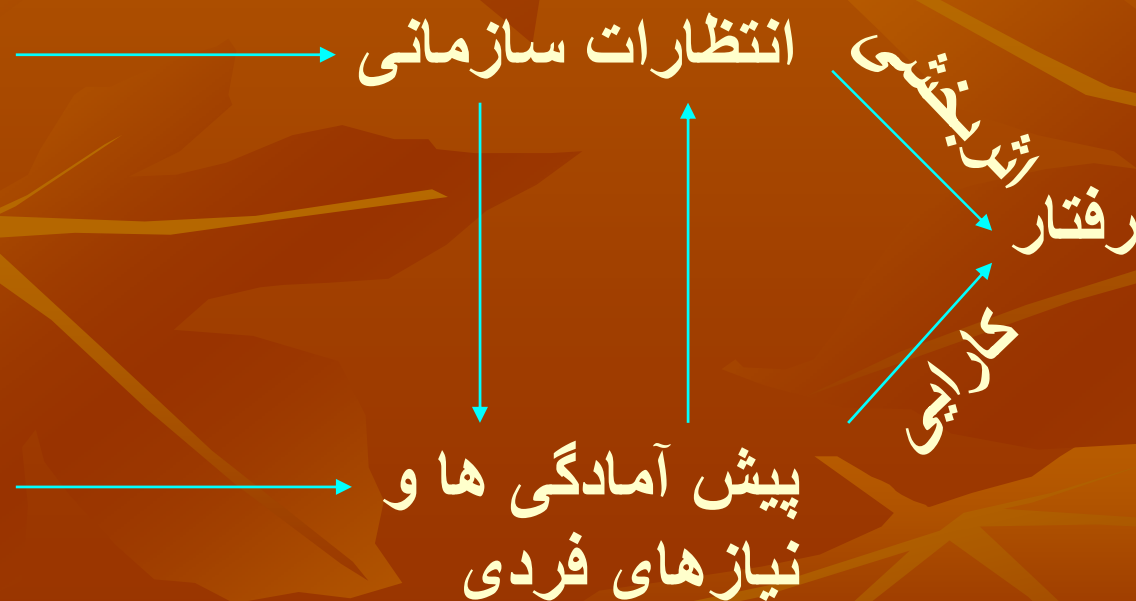 انتظارات سازمانی
اثربخشی
رفتار
کارایی
پیش آمادگی ها و
نیازهای فردی